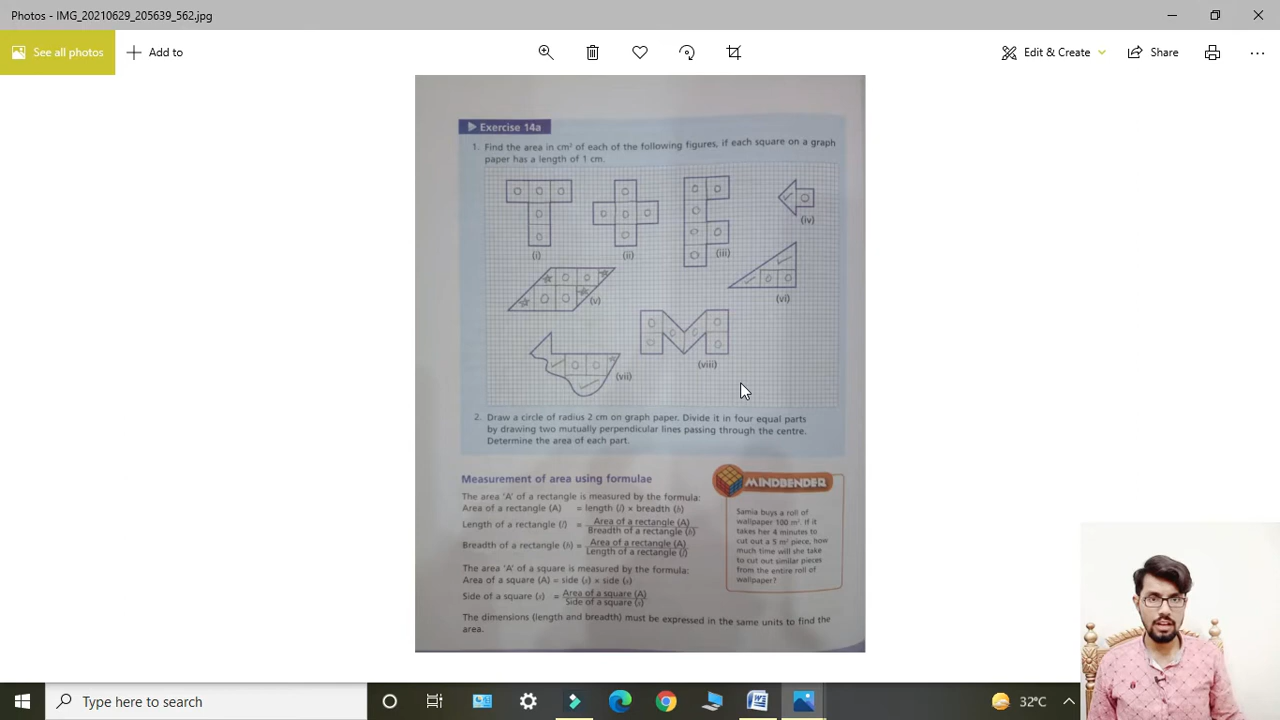 Photos - IMG_20210629_205639_562.jpg
See all photos
Add to
Edit & Create
Share
Exercise 14a
1. Find the area in cm² of each of the following figures, if each square on a graph
paper has a length of 1 cm.
(i)
(ii)
(iii)
(iv)
(v)
(vi)
(vii)
(viii)
2. Draw a circle of radius 2 cm on graph paper. Divide it in four equal parts
by drawing two mutually perpendicular lines passing through the centre.
Determine the area of each part.
Measurement of area using formulae
The area 'A' of a rectangle is measured by the formula:
Area of a rectangle (A) = length (l) × breadth (b)
Length of a rectangle (l) = Area of a rectangle (A) / Breadth of a rectangle (b)
Breadth of a rectangle (b) = Area of a rectangle (A) / Length of a rectangle (l)
The area 'A' of a square is measured by the formula:
Area of a square (A) = side (s) × side (s)
Side of a square (s) = Area of a square (A) / Side of a square (s)
The dimensions (length and breadth) must be expressed in the same units to find the
area.
MINDBENDER
Samia buys a roll of
wallpaper 100 m². If it
takes her 4 minutes to
cut out a 5 m² piece, how
much time will she take
to cut out similar pieces
from the entire roll of
wallpaper?
Type here to search
32°C